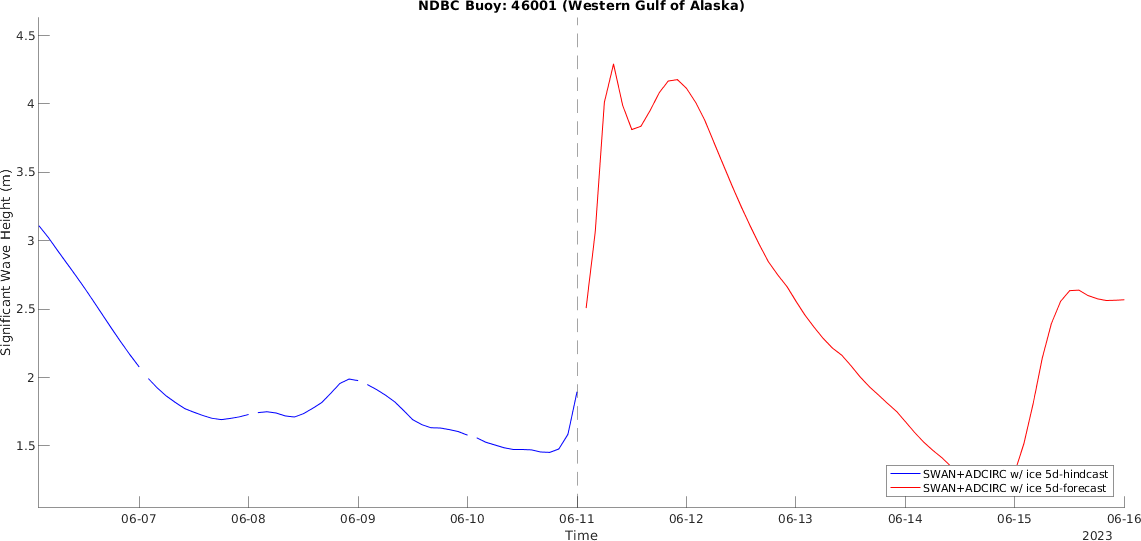 NDBC Buoy: 46001 (Western Gulf of Alaska)
4.5
4
3.5
3
2.5
2
1.5
Significant Wave Height (m)
SWAN+ADCIRC w/ ice 5d-hindcast
SWAN+ADCIRC w/ ice 5d-forecast
06-07 06-08 06-09 06-10 06-11 06-12 06-13 06-14 06-15 06-16
Time
2023